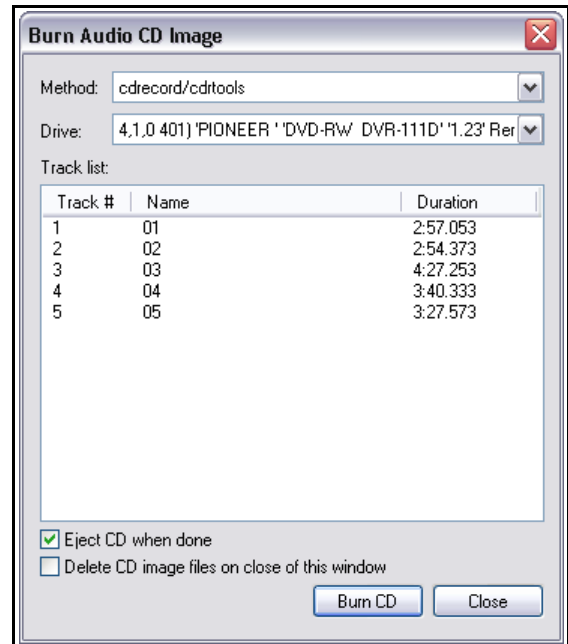 Burn Audio CD Image
Method: cdrecord/cdrtools
Drive: 4,1,0 401) 'PIONEER ' 'DVD-RW DVR-111D' '1.23' Rer
Track list:
Track # Name Duration
1 01 2:57.053
2 02 2:54.373
3 03 4:27.253
4 04 3:40.333
5 05 3:27.573
Eject CD when done
Delete CD image files on close of this window
Burn CD Close